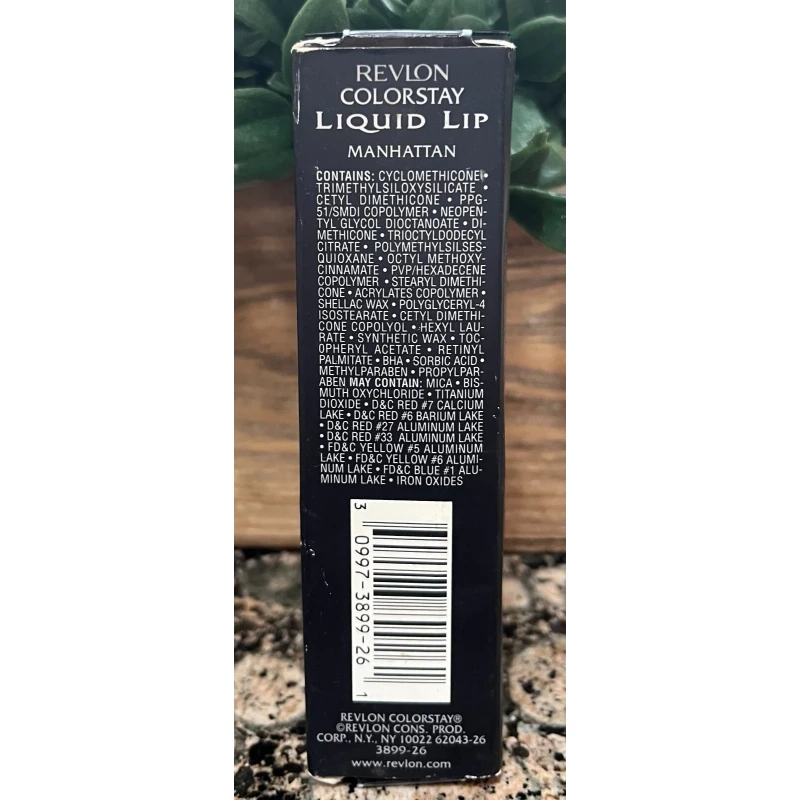 REVLON
COLORSTAY
LIQUID LIP
MANHATTAN
CONTAINS: CYCLOMETHICONE •
TRIMETHYLSILOXYSILICATE •
CETYL DIMETHICONE • PPG-
51/SMDI COPOLYMER • NEOPEN-
TYL GLYCOL DIOCTANOATE • DI-
METHICONE • TRIOCTYLDODECYL
CITRATE • POLYMETHYLSILSES-
QUIOXANE • OCTYL METHOXY-
CINNAMATE • PVP/HEXADECENE
COPOLYMER • STEARYL DIMETHI-
CONE • ACRYLATES COPOLYMER •
SHELLAC WAX • POLYGLYCERYL-4
ISOSTEARATE • CETYL DIMETHI-
CONE COPOLYOL • HEXYL LAU-
RATE • SYNTHETIC WAX • TOC-
OPHERYL ACETATE • RETINYL
PALMITATE • BHA • SORBIC ACID •
METHYLPARABEN • PROPYLPAR-
ABEN MAY CONTAIN: MICA • BIS-
MUTH OXYCHLORIDE • TITANIUM
DIOXIDE • D&C RED #7 CALCIUM
LAKE • D&C RED #6 BARIUM LAKE
• D&C RED #27 ALUMINUM LAKE
• D&C RED #33 ALUMINUM LAKE
• FD&C YELLOW #5 ALUMINUM
LAKE • FD&C YELLOW #6 ALUMI-
NUM LAKE • FD&C BLUE #1 ALU-
MINUM LAKE • IRON OXIDES
3 0997-3899-26 1
REVLON COLORSTAY®
©REVLON CONS. PROD.
CORP., N.Y., NY 10022 62043-26
3899-26
www.revlon.com